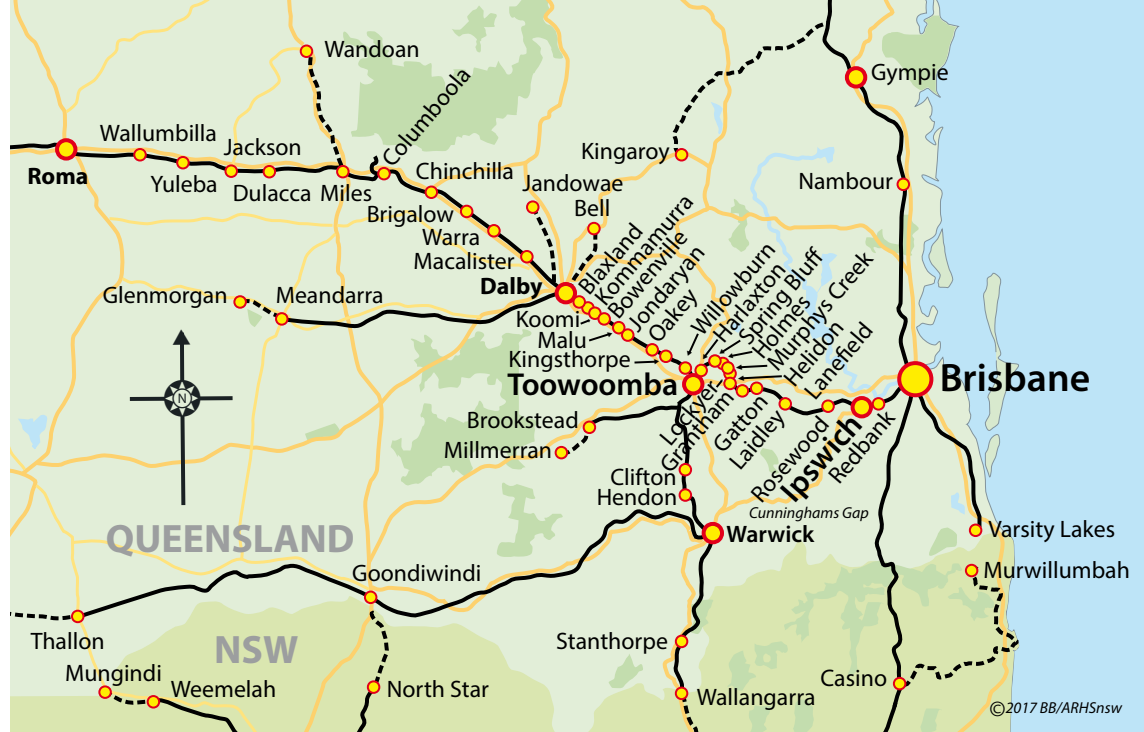 Wandoan
Columboola
Gympie
Wallumbilla
Jackson
Chinchilla
Kingaroy
Roma
Yuleba
Dulacca
Miles
Jandowae
Nambour
Brigalow
Bell
Warra
Macalister
Blaxland
Kommamurra
Bowenville
Jondaryan
Oakey
Willowburn
Harlaxton
Spring Bluff
Holmes
Murphys Creek
Helidon
Lanefield
Glenmorgan
Meandarra
Dalby
Koomi
Malu
Kingsthorpe
Toowoomba
Brisbane
N
Brookstead
Millmerran
Lockyer
Grantham
Gatton
Laidley
Rosewood
Ipswich
Redbank
Clifton
Hendon
Cunninghams Gap
QUEENSLAND
Warwick
Varsity Lakes
Goondiwindi
Murwillumbah
Thallon
NSW
Stanthorpe
Mungindi
Weemelah
North Star
Wallangarra
Casino
©2017 BB/ARHSnsw